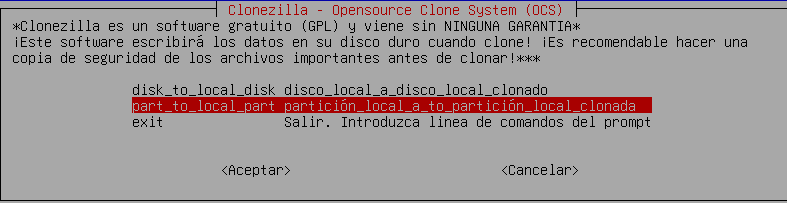 Clonezilla - Opensource Clone System (OCS)
*Clonezilla es un software gratuito (GPL) y viene sin NINGUNA GARANTIA*
¡Este software escribirá los datos en su disco duro cuando clone! ¡Es recomendable hacer una
copia de seguridad de los archivos importantes antes de clonar!***
disk_to_local_disk disco_local_a_disco_local_clonado
part_to_local_part partición_local_a_to_partición_local_clonada
exit Salir. Introduzca linea de comandos del prompt
<Aceptar> <Cancelar>